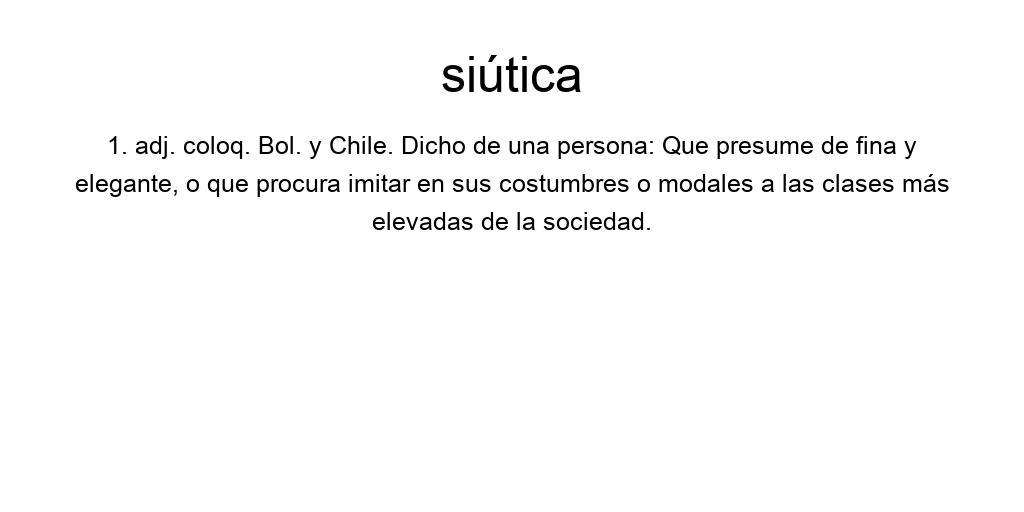 siútica
1. adj. coloq. Bol. y Chile. Dicho de una persona: Que presume de fina y
elegante, o que procura imitar en sus costumbres o modales a las clases más
elevadas de la sociedad.